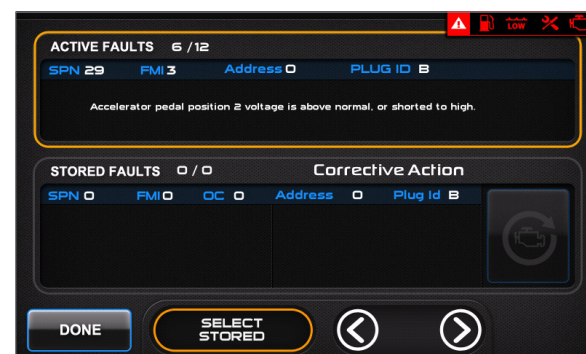 LOW
ACTIVE FAULTS 6 / 12
SPN 29 FMI 3 Address 0 PLUG ID B
Accelerator pedal position 2 voltage is above normal, or shorted to high.
STORED FAULTS 0 / 0 Corrective Action
SPN 0 FMI 0 OC 0 Address 0 Plug Id B
DONE
SELECT
STORED